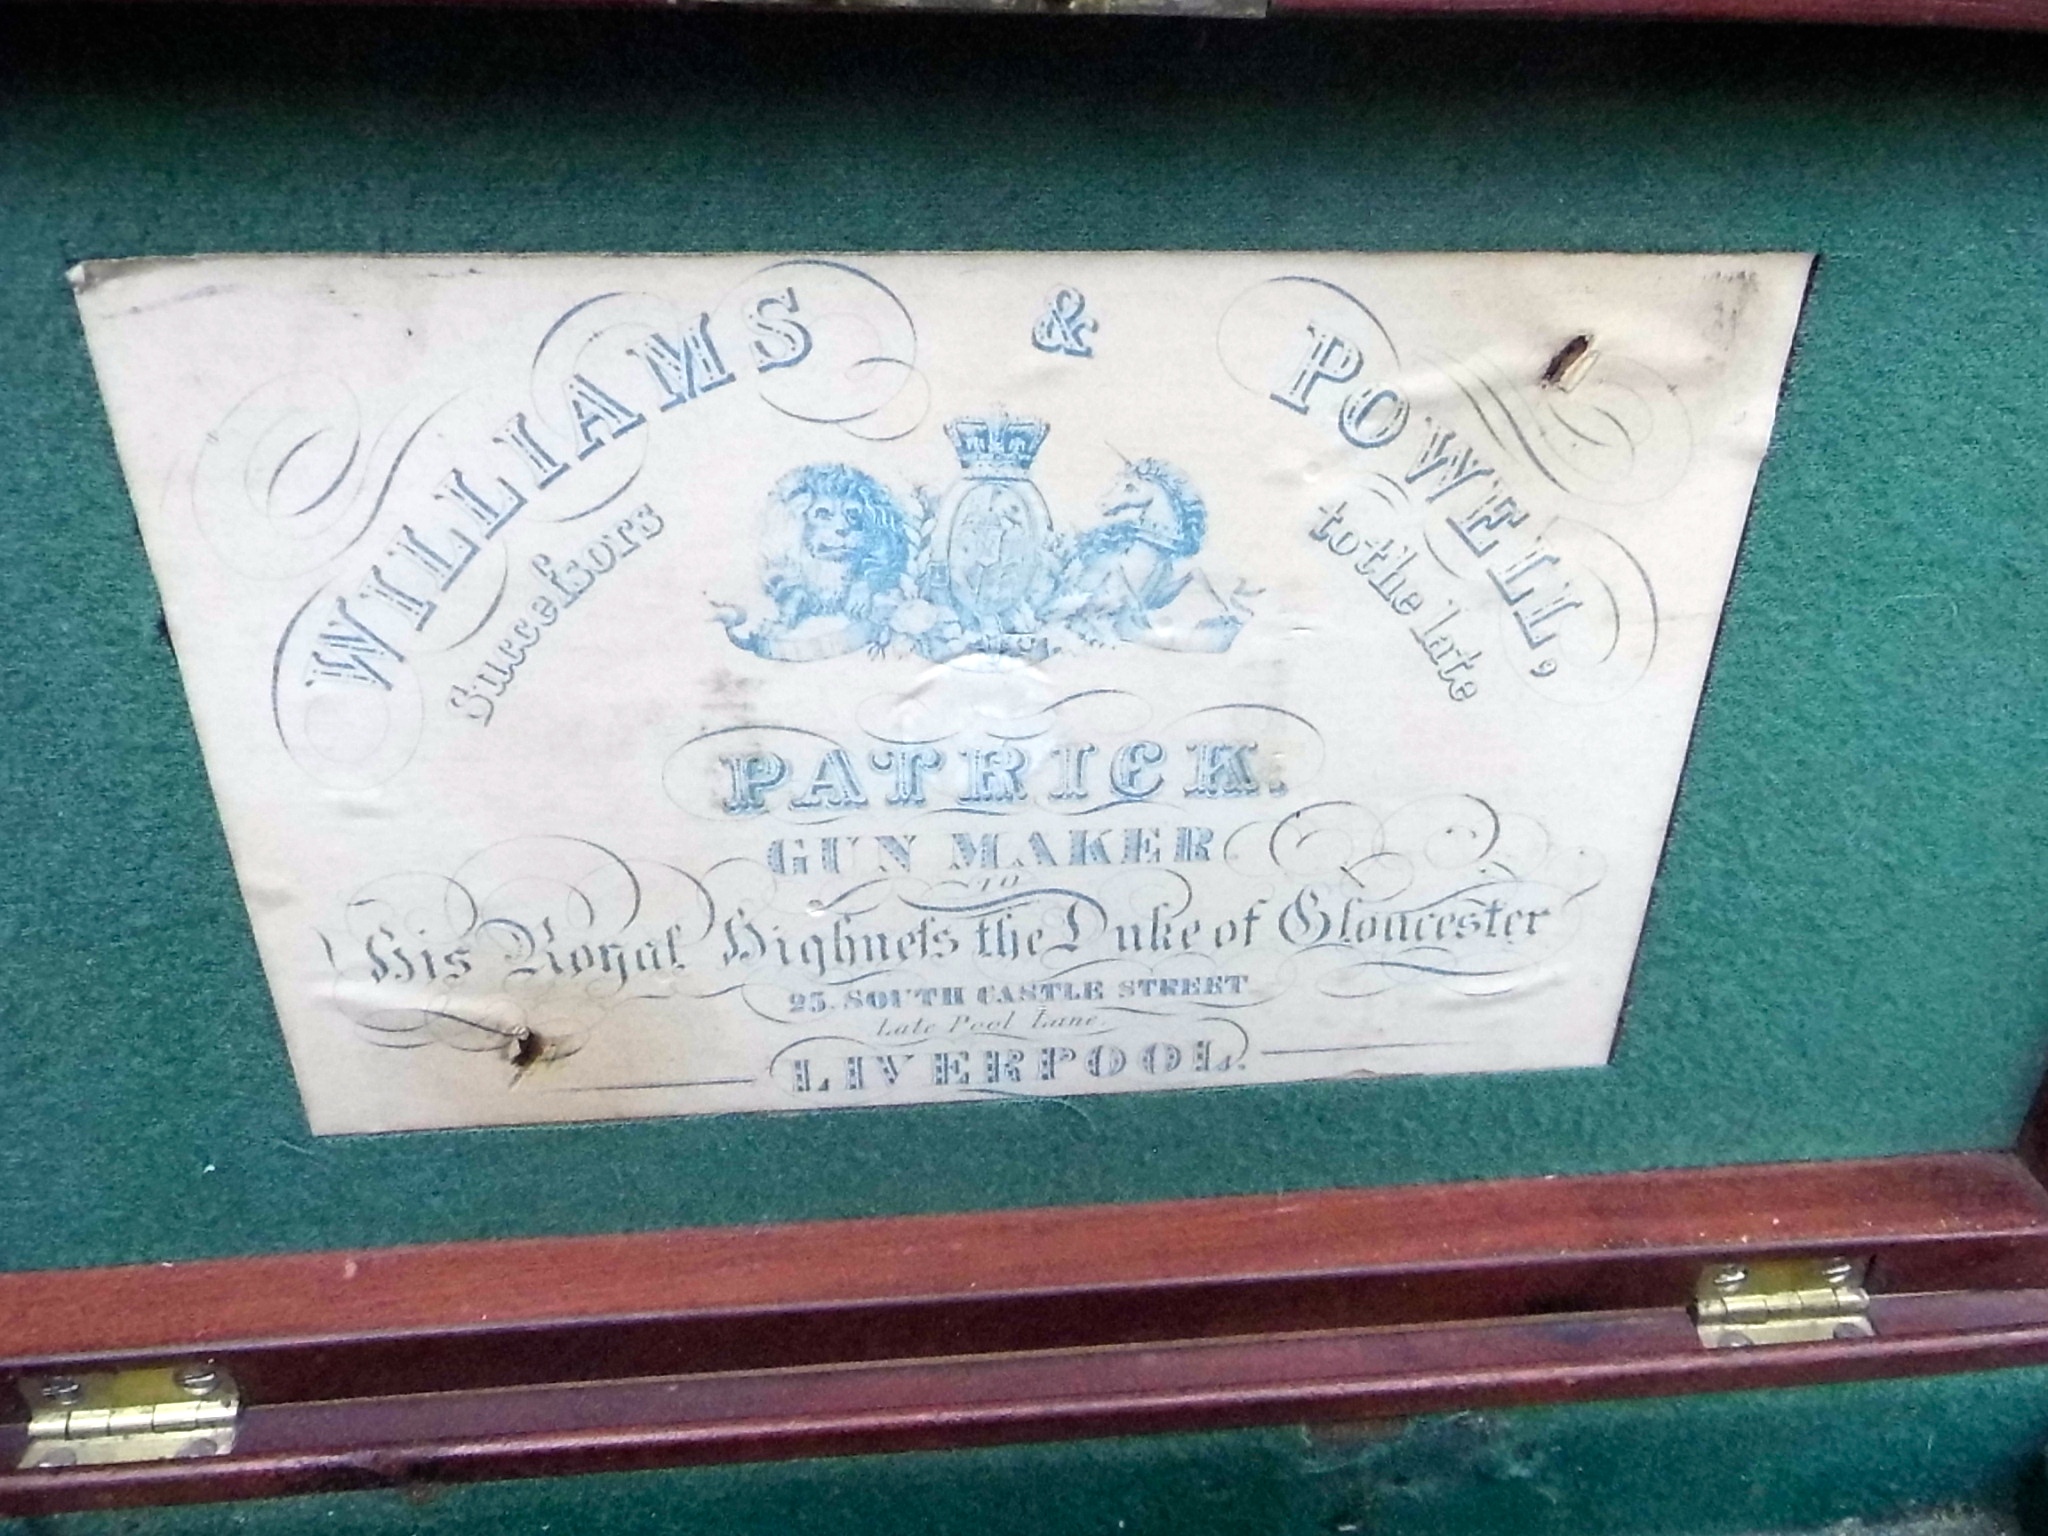 WILLIAMS & POWELL,
Succeſsors to the late
PATRICK.
GUN MAKER
TO
His Royal Highneſs the Duke of Gloucester
25. SOUTH CASTLE STREET
Late Pool Lane.
LIVERPOOL.